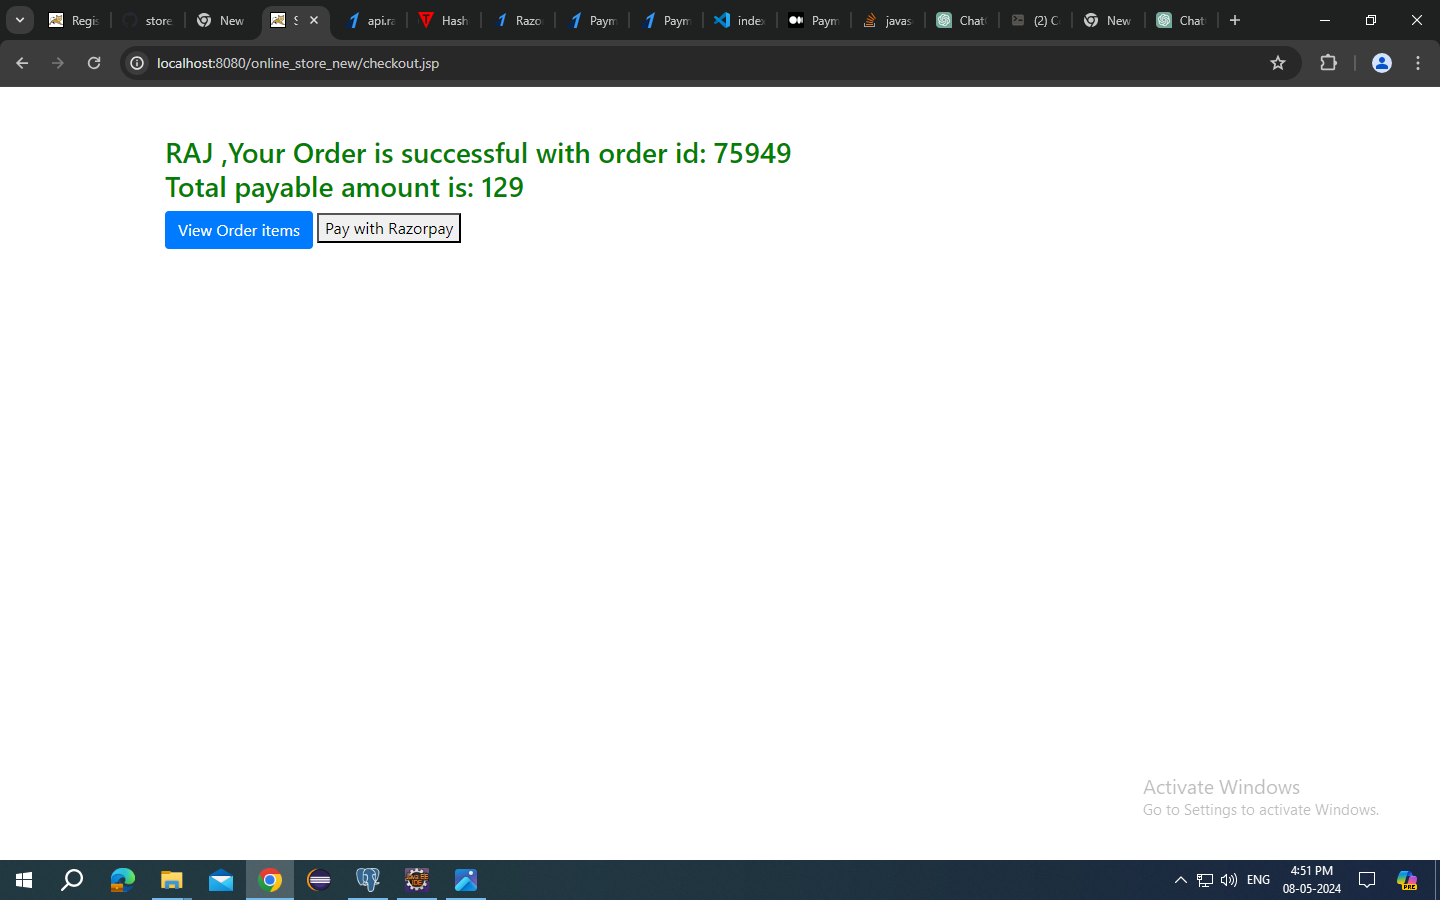 Regis
store
New
S
api.ra
Hash
Razo
Paym
Paym
index
Paym
javas
Chat
(2) C
New
Chat
localhost:8080/online_store_new/checkout.jsp
RAJ ,Your Order is successful with order id: 75949
Total payable amount is: 129
View Order items
Pay with Razorpay
Activate Windows
Go to Settings to activate Windows.
ENG
4:51 PM
08-05-2024
PRE